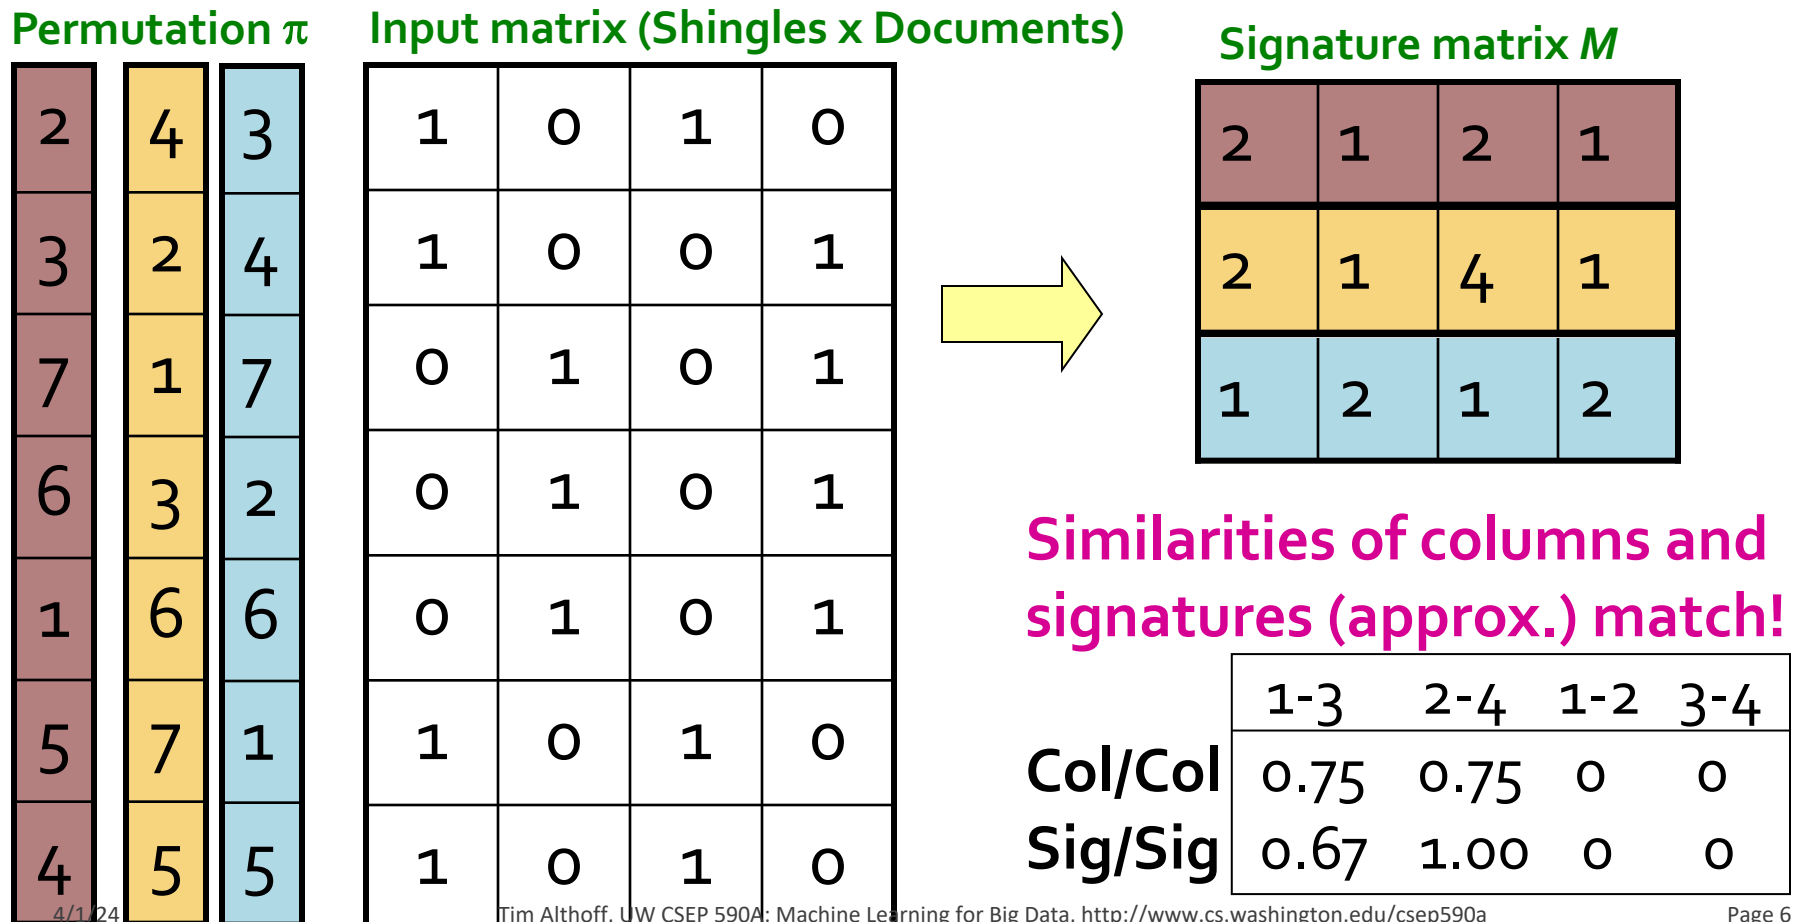 Permutation π
Input matrix (Shingles x Documents)
Signature matrix M
2 4 3
3 2 4
7 1 7
6 3 2
1 6 6
5 7 1
4 5 5
1 0 1 0
1 0 0 1
0 1 0 1
0 1 0 1
0 1 0 1
1 0 1 0
1 0 1 0
2 1 2 1
2 1 4 1
1 2 1 2
Similarities of columns and
signatures (approx.) match!
1-3 2-4 1-2 3-4
Col/Col 0.75 0.75 0 0
Sig/Sig 0.67 1.00 0 0
4/1/24
Tim Althoff, UW CSEP 590A: Machine Learning for Big Data, http://www.cs.washington.edu/csep590a
Page 6